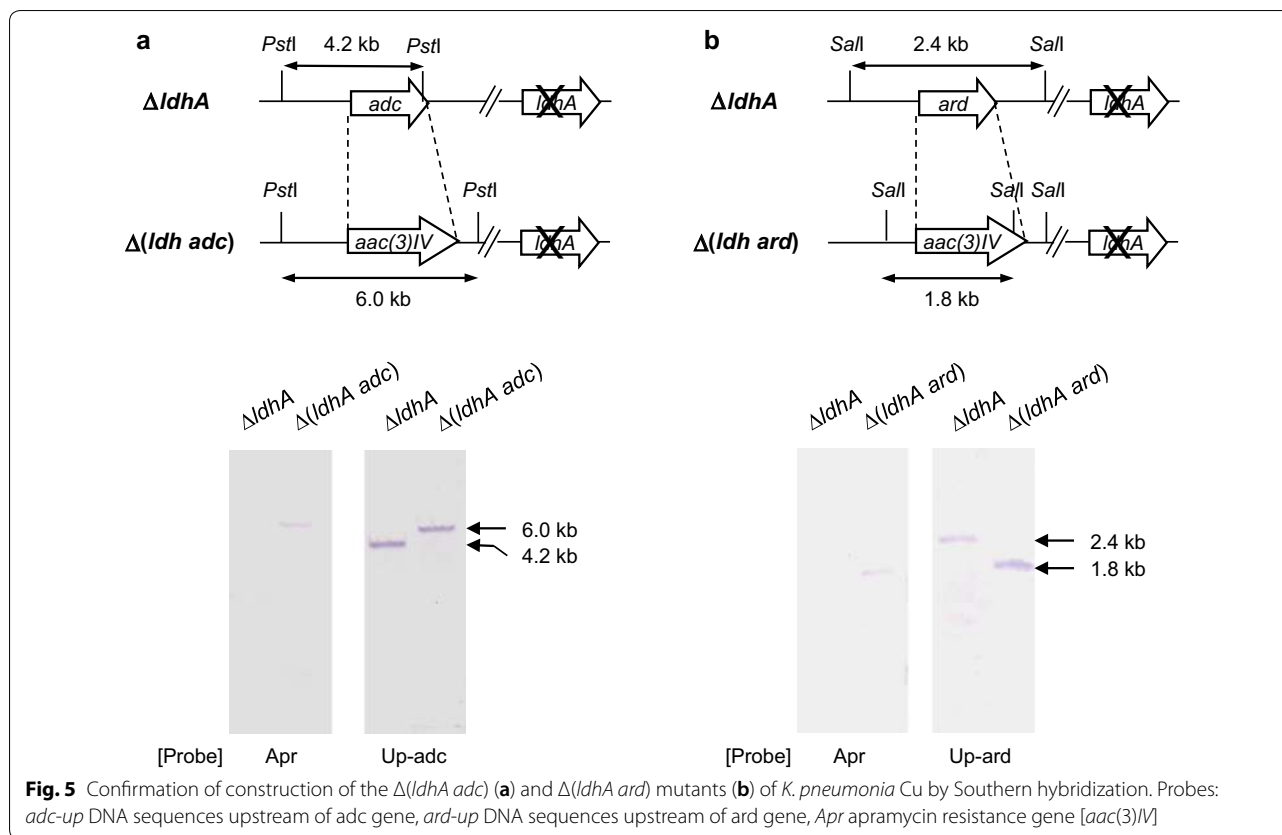 a
PstI 4.2 kb PstI
ΔldhA adc ldhA
PstI PstI
Δ(ldh adc) aac(3)IV ldhA
6.0 kb
ΔldhA Δ(ldhA adc) ΔldhA Δ(ldhA adc)
6.0 kb
4.2 kb
[Probe] Apr Up-adc
b
SalI 2.4 kb SalI
ΔldhA ard ldhA
SalI SalI SalI
Δ(ldh ard) aac(3)IV ldhA
1.8 kb
ΔldhA Δ(ldhA ard) ΔldhA Δ(ldhA ard)
2.4 kb
1.8 kb
[Probe] Apr Up-ard
Fig. 5 Confirmation of construction of the Δ(ldhA adc) (a) and Δ(ldhA ard) mutants (b) of K. pneumonia Cu by Southern hybridization. Probes:
adc-up DNA sequences upstream of adc gene, ard-up DNA sequences upstream of ard gene, Apr apramycin resistance gene [aac(3)IV]